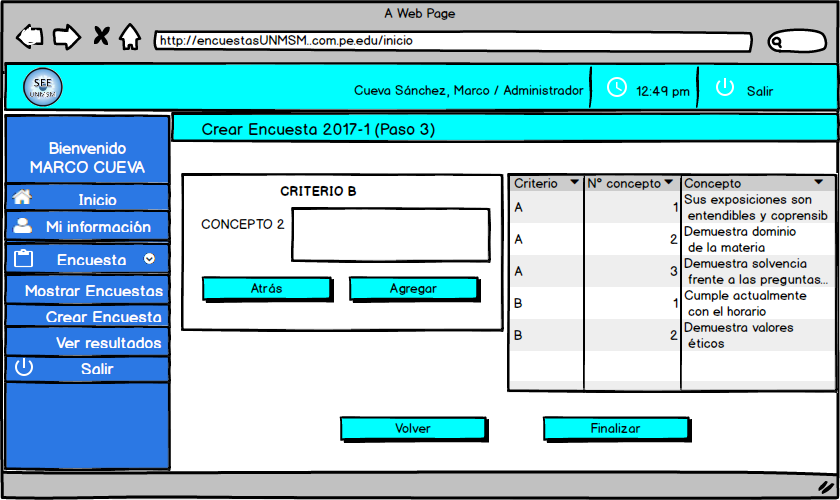 A Web Page
http://encuestasUNMSM..com.pe.edu/inicio
SEE
UNMSM
Cueva Sánchez, Marco / Administrador
12:49 pm
Salir
Crear Encuesta 2017-1 (Paso 3)
Bienvenido
MARCO CUEVA
Inicio
Mi información
Encuesta
Mostrar Encuestas
Crear Encuesta
Ver resultados
Salir
CRITERIO B
CONCEPTO 2
Atrás
Agregar
Criterio N° concepto Concepto
A 1 Sus exposiciones son
entendibles y coprensib
A 2 Demuestra dominio
de la materia
A 3 Demuestra solvencia
frente a las preguntas...
B 1 Cumple actualmente
con el horario
B 2 Demuestra valores
éticos
Volver
Finalizar